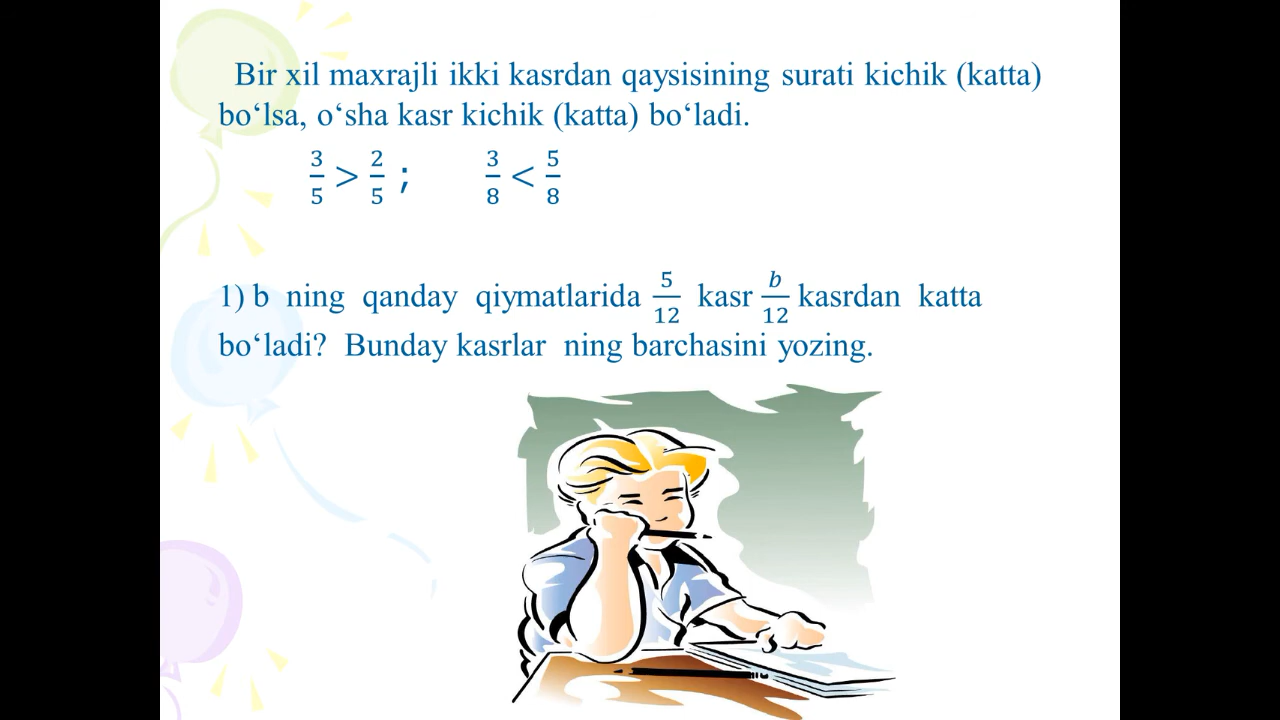 Bir xil maxrajli ikki kasrdan qaysisining surati kichik (katta)
bo‘lsa, o‘sha kasr kichik (katta) bo‘ladi.
3/5 > 2/5 ; 3/8 < 5/8
1) b ning qanday qiymatlarida 5/12 kasr b/12 kasrdan katta
bo‘ladi? Bunday kasrlar ning barchasini yozing.